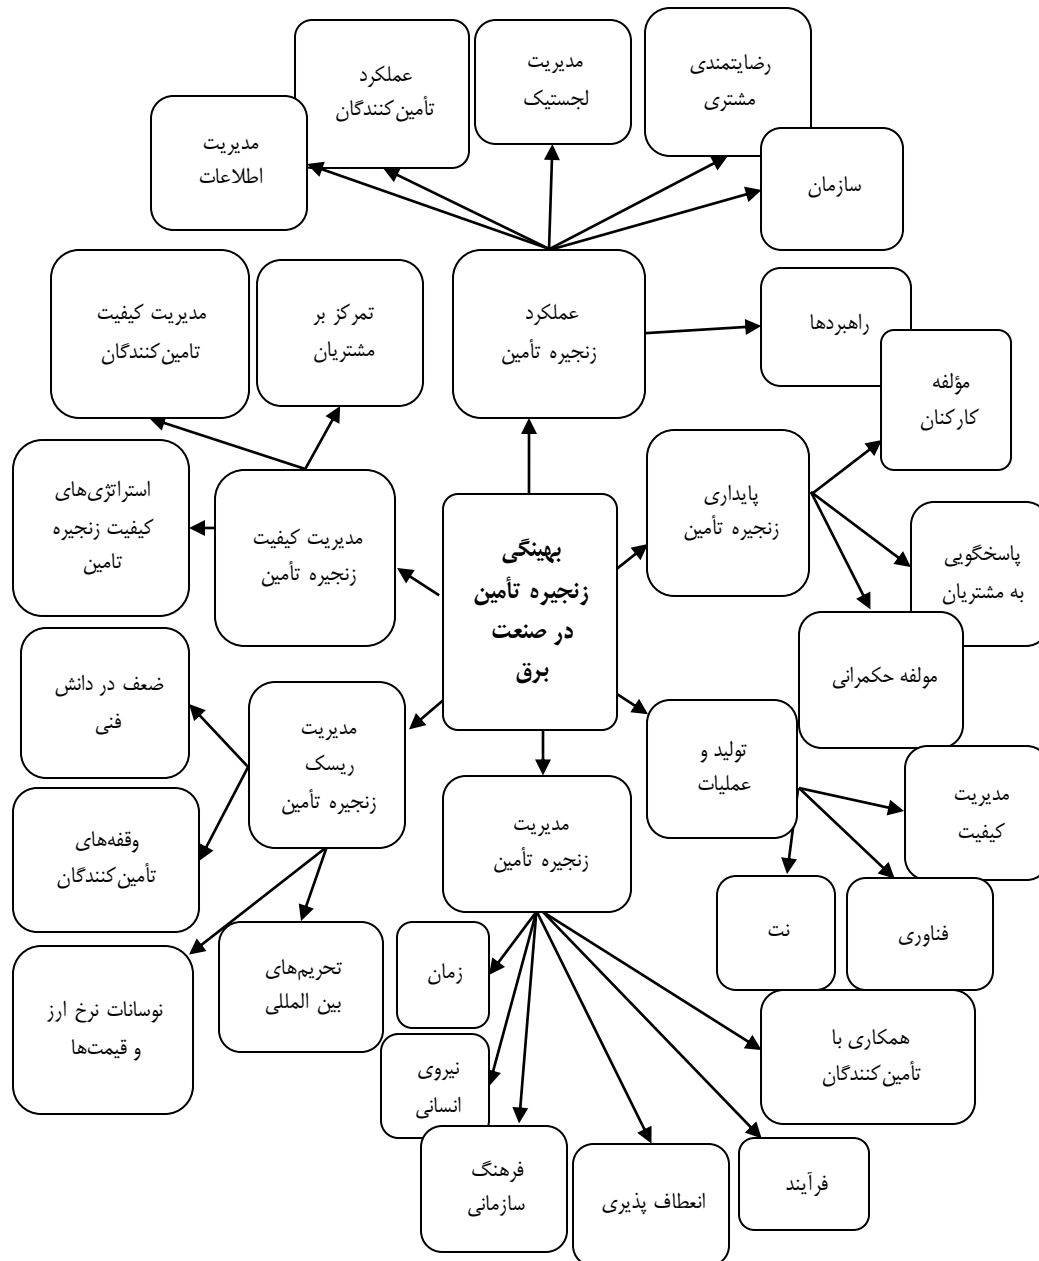 رضایتمندی
مشتری
مدیریت
لجستیک
عملکرد
تأمین‌کنندگان
مدیریت
اطلاعات
سازمان
عملکرد
زنجیره تأمین
راهبردها
تمرکز بر
مشتریان
مدیریت کیفیت
تامین‌کنندگان
مؤلفه
کارکنان
پایداری
زنجیره تأمین
پاسخگویی
به مشتریان
مولفه حکمرانی
استراتژی‌های
کیفیت زنجیره
تامین
مدیریت کیفیت
زنجیره تأمین
بهینگی
زنجیره تأمین
در صنعت
برق
ضعف در دانش
فنی
مدیریت
ریسک
زنجیره تأمین
تولید و
عملیات
مدیریت
کیفیت
وقفه‌های
تأمین‌کنندگان
مدیریت
زنجیره تأمین
نت
فناوری
نوسانات نرخ ارز
و قیمت‌ها
تحریم‌های
بین المللی
زمان
همکاری با
تأمین‌کنندگان
نیروی
انسانی
فرهنگ
سازمانی
انعطاف پذیری
فرآیند